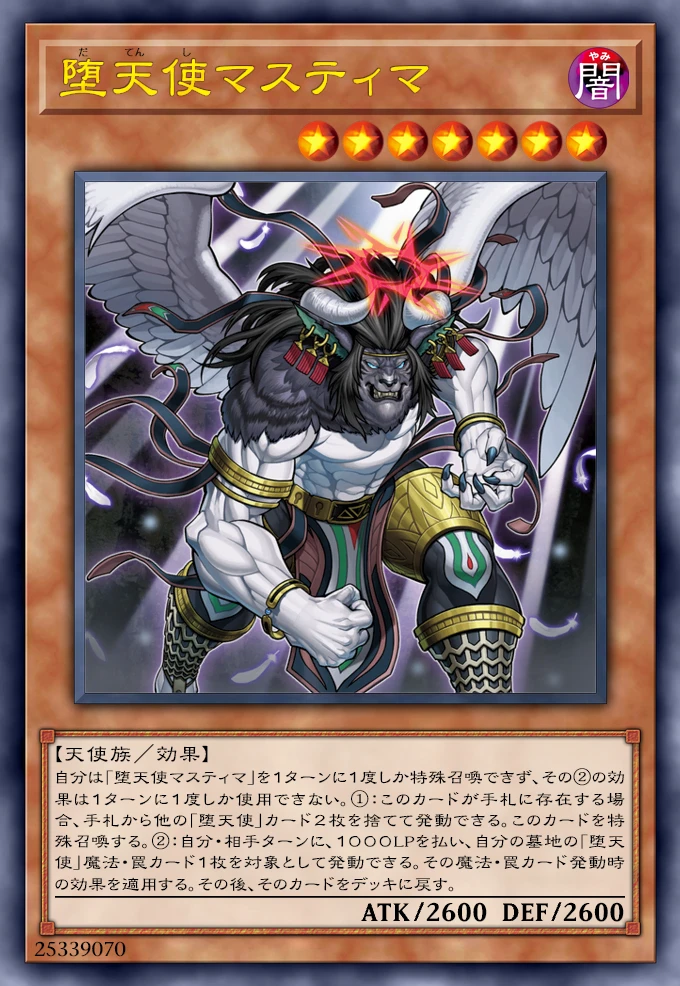 だ てん し
堕天使マスティマ
やみ
闇
【天使族／効果】
自分は「堕天使マスティマ」を1ターンに1度しか特殊召喚できず、その②の効
果は1ターンに1度しか使用できない。①：このカードが手札に存在する場
合、手札から他の「堕天使」カード2枚を捨てて発動できる。このカードを特
殊召喚する。②：自分・相手ターンに、1000LPを払い、自分の墓地の「堕天
使」魔法・罠カード1枚を対象として発動できる。その魔法・罠カード発動時
の効果を適用する。その後、そのカードをデッキに戻す。
ATK/2600 DEF/2600
25339070